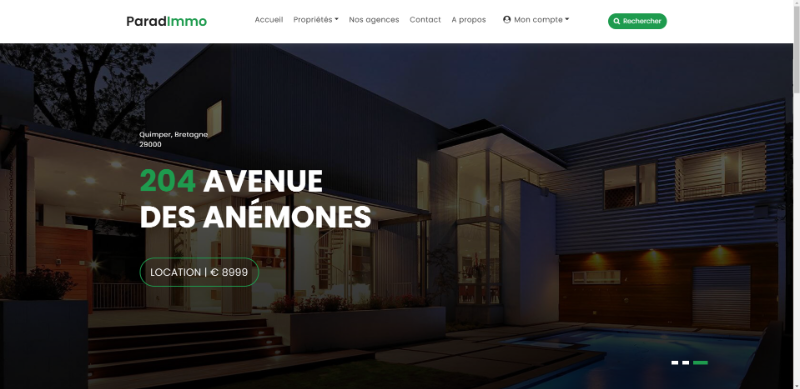 ParadImmo
Accueil Propriétés Nos agences Contact A propos Mon compte Rechercher
Quimper, Bretagne
29000
204 AVENUE
DES ANÉMONES
LOCATION | € 8999